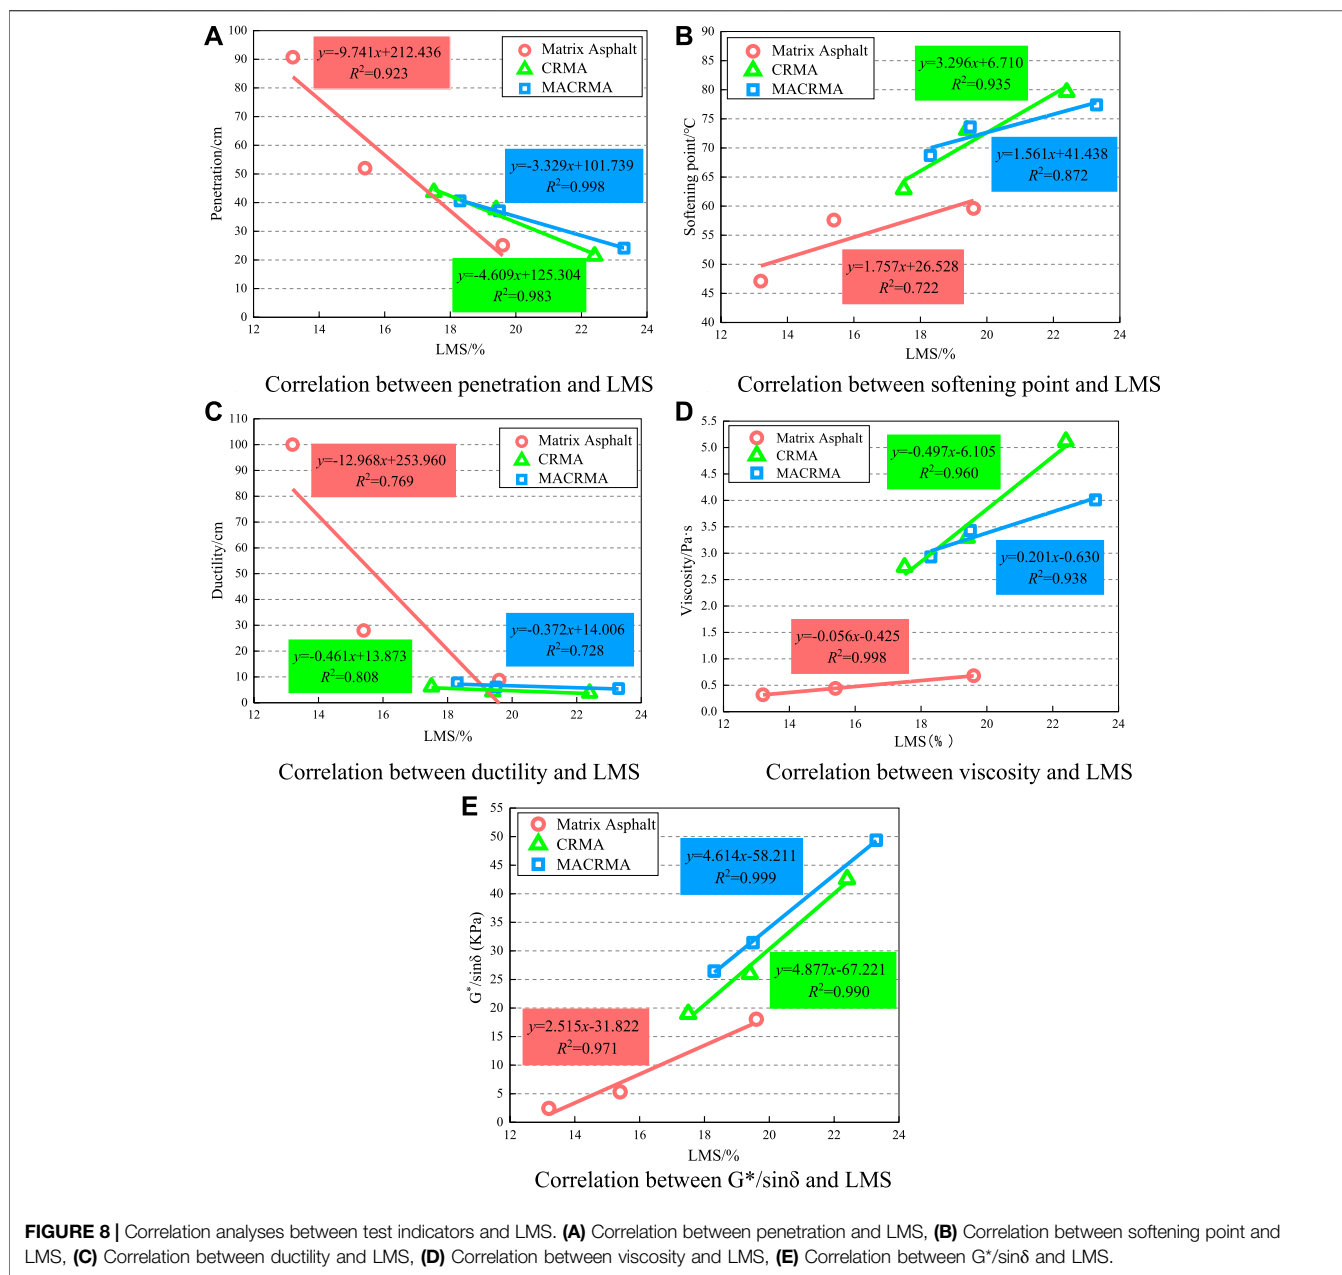 A
100
90
80
70
60
50
40
30
20
10
0
Penetration/cm
y=-9.741x+212.436
R²=0.923
Matrix Asphalt
CRMA
MACRMA
y=-3.329x+101.739
R²=0.998
y=-4.609x+125.304
R²=0.983
12 14 16 18 20 22 24
LMS/%
Correlation between penetration and LMS
B
90
85
80
75
70
65
60
55
50
45
40
Softening point/°C
Matrix Asphalt
CRMA
MACRMA
y=3.296x+6.710
R²=0.935
y=1.561x+41.438
R²=0.872
y=1.757x+26.528
R²=0.722
12 14 16 18 20 22 24
LMS/%
Correlation between softening point and LMS
C
110
100
90
80
70
60
50
40
30
20
10
0
Ductility/cm
y=-12.968x+253.960
R²=0.769
Matrix Asphalt
CRMA
MACRMA
y=-0.372x+14.006
R²=0.728
y=-0.461x+13.873
R²=0.808
12 14 16 18 20 22 24
LMS/%
Correlation between ductility and LMS
D
5.5
5.0
4.5
4.0
3.5
3.0
2.5
2.0
1.5
1.0
0.5
0.0
Viscosity/Pa·s
Matrix Asphalt
CRMA
MACRMA
y=-0.497x-6.105
R²=0.960
y=0.201x-0.630
R²=0.938
y=-0.056x-0.425
R²=0.998
12 14 16 18 20 22 24
LMS(%)
Correlation between viscosity and LMS
E
55
50
45
40
35
30
25
20
15
10
5
0
G*/sinδ (KPa)
Matrix Asphalt
CRMA
MACRMA
y=4.614x-58.211
R²=0.999
y=4.877x-67.221
R²=0.990
y=2.515x-31.822
R²=0.971
12 14 16 18 20 22 24
LMS/%
Correlation between G*/sinδ and LMS
FIGURE 8 | Correlation analyses between test indicators and LMS. (A) Correlation between penetration and LMS, (B) Correlation between softening point and
LMS, (C) Correlation between ductility and LMS, (D) Correlation between viscosity and LMS, (E) Correlation between G*/sinδ and LMS.